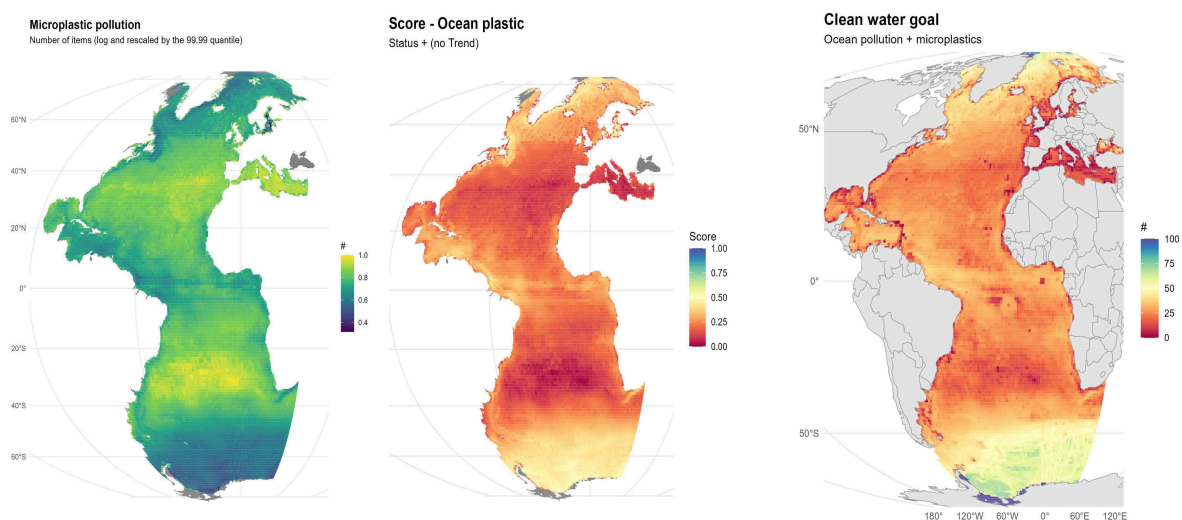 Microplastic pollution
Number of items (log and rescaled by the 99.99 quantile)
60°N
40°N
20°N
0°
20°S
40°S
60°S
#
1.0
0.8
0.6
0.4
Score - Ocean plastic
Status + (no Trend)
Score
1.00
0.75
0.50
0.25
0.00
Clean water goal
Ocean pollution + microplastics
50°N
0°
50°S
180° 120°W 60°W 0° 60°E 120°E
#
100
75
50
25
0